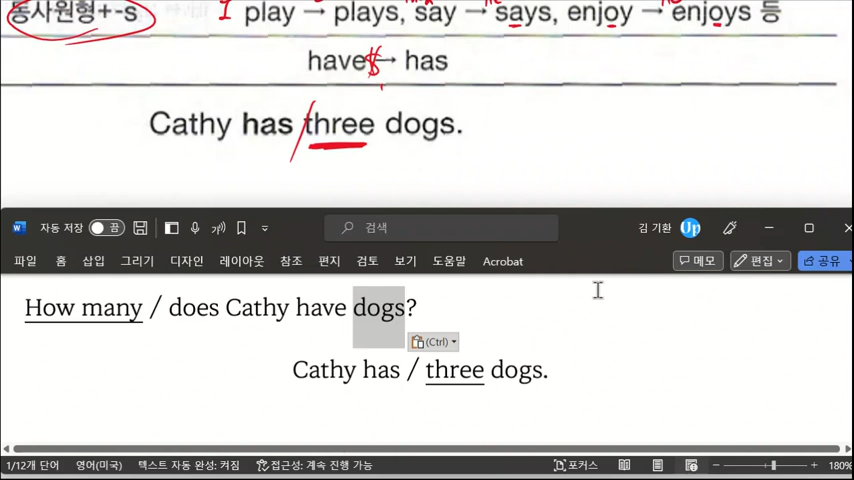 동사원형+-s I play → plays, say → says, enjoy → enjoys 등
have → has
Cathy has / three dogs.
자동 저장 끔 가)) 검색 김 기환
파일 홈 삽입 그리기 디자인 레이아웃 참조 편지 검토 보기 도움말 Acrobat 메모 편집 공유
How many / does Cathy have dogs?
(Ctrl)
Cathy has / three dogs.
1/12개 단어 영어(미국) 텍스트 자동 완성: 켜짐 접근성: 계속 진행 가능 포커스 180%